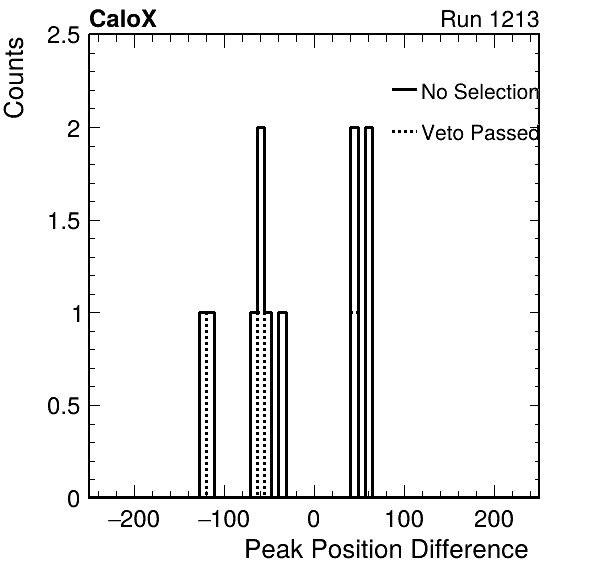 CaloX Run 1213
Counts
2.5
2
1.5
1
0.5
0
No Selection
Veto Passed
−200 −100 0 100 200
Peak Position Difference